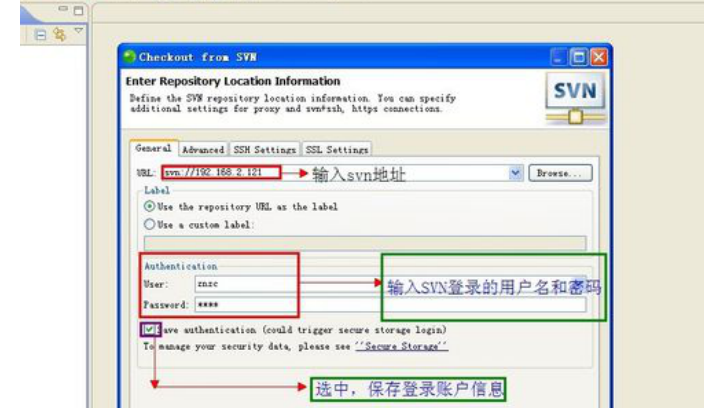 Checkout from SVN
Enter Repository Location Information
Define the SVN repository location information. You can specify
additional settings for proxy and svn+ssh, https connections.
SVN
General Advanced SSH Settings SSL Settings
URL: svn://192.168.2.121 输入svn地址 Browse...
Label
Use the repository URL as the label
Use a custom label:
Authentication
User: znzc 输入SVN登录的用户名和密码
Password: ****
Save authentication (could trigger secure storage login)
To manage your security data, please see ''Secure Storage''
选中，保存登录账户信息